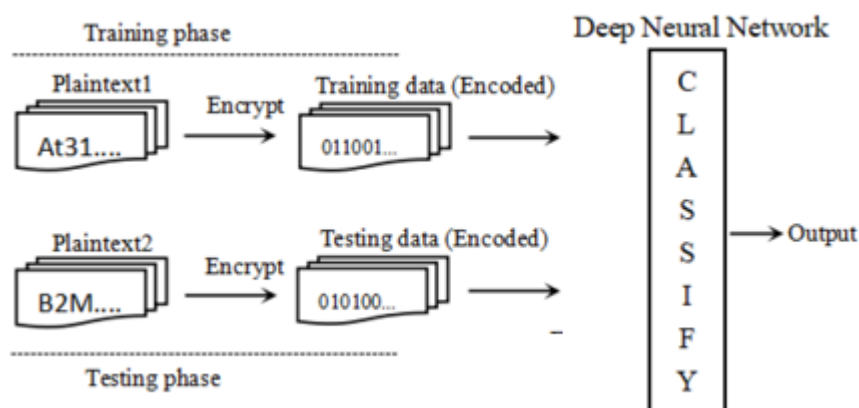 Training phase
Deep Neural Network
Plaintext1
Encrypt
Training data (Encoded)
At31....
011001...
Plaintext2
Encrypt
Testing data (Encoded)
B2M....
010100...
Testing phase
C
L
A
S
S
I
F
Y
Output